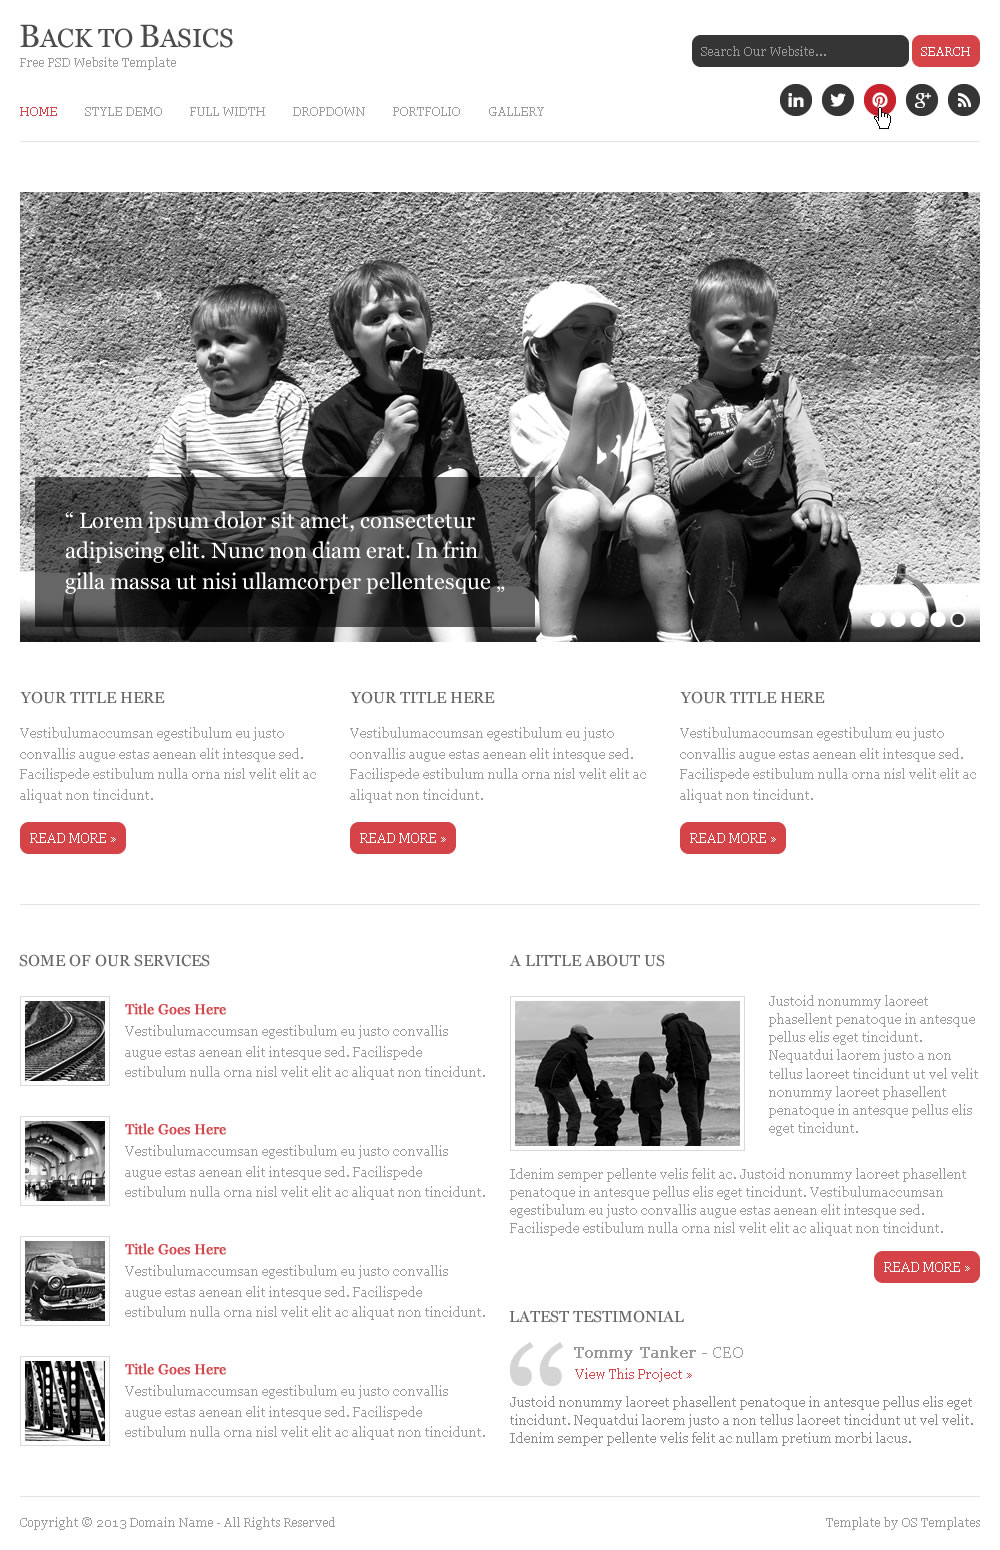 BACK TO BASICS
Free PSD Website Template
Search Our Website...
SEARCH
in
g+
HOME
STYLE DEMO
FULL WIDTH
DROPDOWN
PORTFOLIO
GALLERY
“ Lorem ipsum dolor sit amet, consectetur
adipiscing elit. Nunc non diam erat. In frin
gilla massa ut nisi ullamcorper pellentesque „
YOUR TITLE HERE
Vestibulumaccumsan egestibulum eu justo
convallis augue estas aenean elit intesque sed.
Facilispede estibulum nulla orna nisl velit elit ac
aliquat non tincidunt.
READ MORE »
YOUR TITLE HERE
Vestibulumaccumsan egestibulum eu justo
convallis augue estas aenean elit intesque sed.
Facilispede estibulum nulla orna nisl velit elit ac
aliquat non tincidunt.
READ MORE »
YOUR TITLE HERE
Vestibulumaccumsan egestibulum eu justo
convallis augue estas aenean elit intesque sed.
Facilispede estibulum nulla orna nisl velit elit ac
aliquat non tincidunt.
READ MORE »
SOME OF OUR SERVICES
Title Goes Here
Vestibulumaccumsan egestibulum eu justo convallis
augue estas aenean elit intesque sed. Facilispede
estibulum nulla orna nisl velit elit ac aliquat non tincidunt.
Title Goes Here
Vestibulumaccumsan egestibulum eu justo convallis
augue estas aenean elit intesque sed. Facilispede
estibulum nulla orna nisl velit elit ac aliquat non tincidunt.
Title Goes Here
Vestibulumaccumsan egestibulum eu justo convallis
augue estas aenean elit intesque sed. Facilispede
estibulum nulla orna nisl velit elit ac aliquat non tincidunt.
Title Goes Here
Vestibulumaccumsan egestibulum eu justo convallis
augue estas aenean elit intesque sed. Facilispede
estibulum nulla orna nisl velit elit ac aliquat non tincidunt.
A LITTLE ABOUT US
Justoid nonummy laoreet
phasellent penatoque in antesque
pellus elis eget tincidunt.
Nequatdui laorem justo a non
tellus laoreet tincidunt ut vel velit
nonummy laoreet phasellent
penatoque in antesque pellus elis
eget tincidunt.
Idenim semper pellente velis felit ac. Justoid nonummy laoreet phasellent
penatoque in antesque pellus elis eget tincidunt. Vestibulumaccumsan
egestibulum eu justo convallis augue estas aenean elit intesque sed.
Facilispede estibulum nulla orna nisl velit elit ac aliquat non tincidunt.
READ MORE »
LATEST TESTIMONIAL
“ Tommy Tanker - CEO
View This Project »
Justoid nonummy laoreet phasellent penatoque in antesque pellus elis eget
tincidunt. Nequatdui laorem justo a non tellus laoreet tincidunt ut vel velit.
Idenim semper pellente velis felit ac nullam pretium morbi lacus.
Copyright © 2013 Domain Name - All Rights Reserved
Template by OS Templates